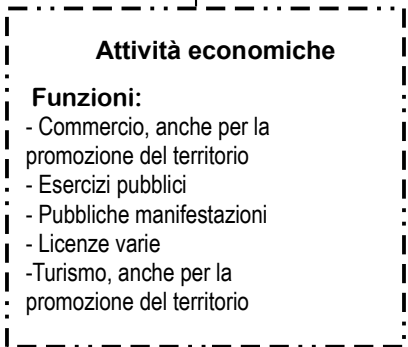 Attività economiche
Funzioni:
- Commercio, anche per la
promozione del territorio
- Esercizi pubblici
- Pubbliche manifestazioni
- Licenze varie
-Turismo, anche per la
promozione del territorio